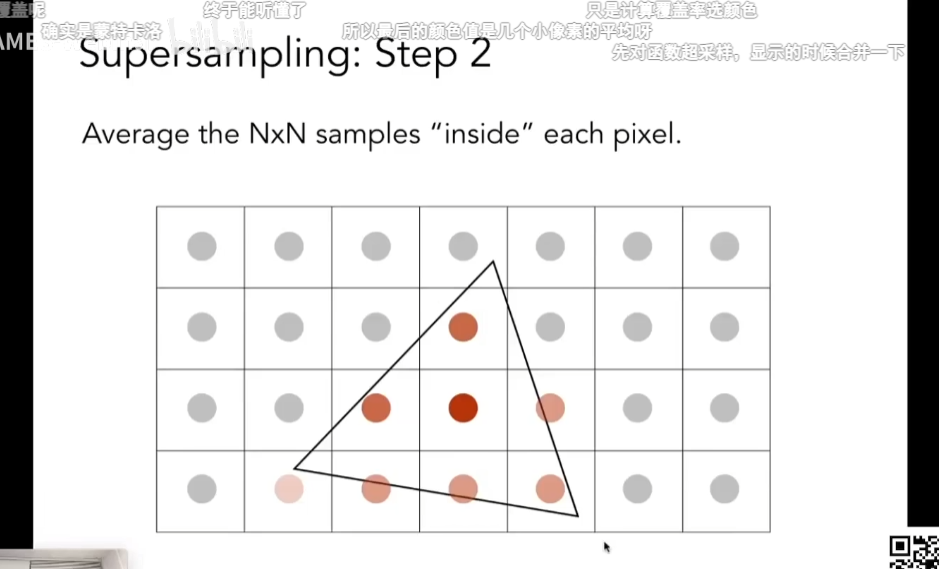 覆盖呢
终于能听懂了
只是计算覆盖率选颜色
确实是蒙特卡洛
所以最后的颜色值是几个小像素的平均呀
先对函数超采样，显示的时候合并一下
Supersampling: Step 2
Average the NxN samples “inside” each pixel.